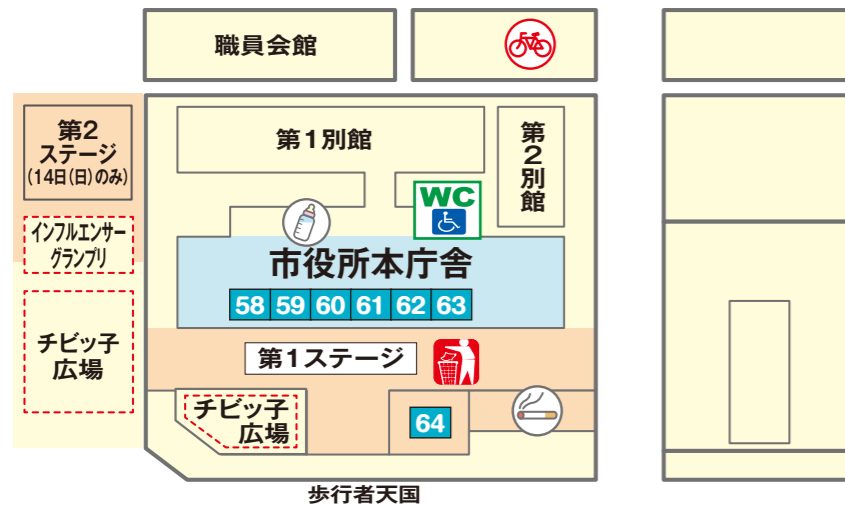 職員会館
第2
ステージ
(14日(日)のみ)
第1別館
第2別館
WC
インフルエンサー
グランプリ
市役所本庁舎
58 59 60 61 62 63
チビッ子
広場
第1ステージ
チビッ子
広場
64
歩行者天国